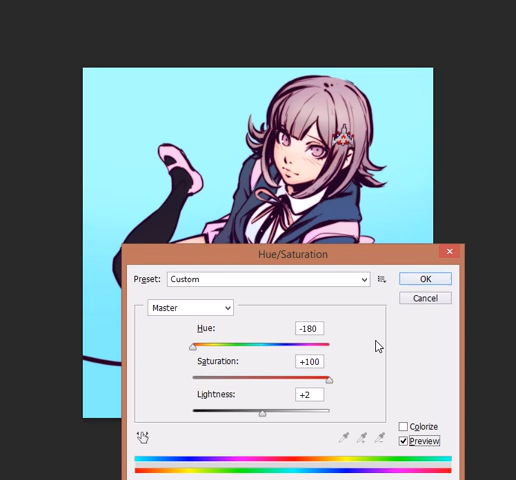 Hue/Saturation
Preset: Custom
OK
Cancel
Master
Hue: -180
Saturation: +100
Lightness: +2
Colorize
Preview